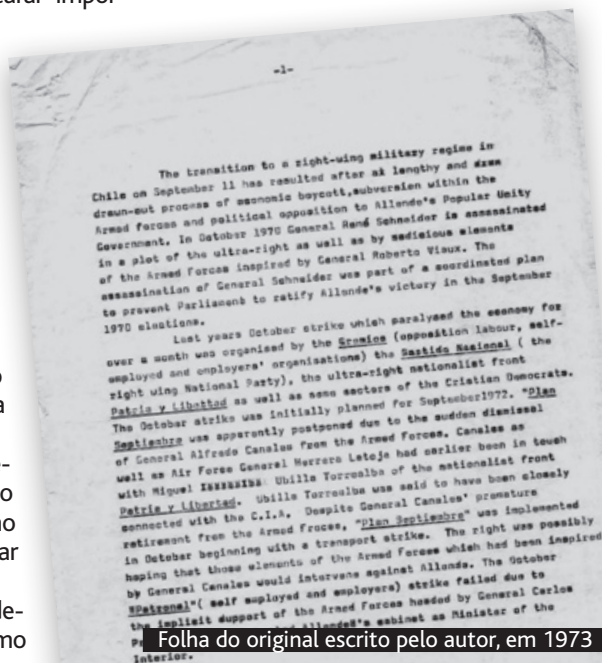 -1-
The transition to a right-wing military regime in
Chile on September 11 has resulted after ak lengthy and
drawn-out process of economic boycott,subversion within the
Armed forces and political opposition to Allende's Popular Unity
Government. In October 1970 General René Schneider is assassinated
in a plot of the ultra-right as well as by sedicious elements
of the Armed Forces inspired by General Roberto Viaux. The
assassination of General Schneider was part of a coordinated plan
to prevent Parliament to ratify Allende's victory in the September
1970 elections.
Last years October strike which paralysed the economy for
over a month was organised by the Gremios (opposition labour, self-
employed and employers' organisations) the Partido Nacional ( the
right wing National Party), the ultra-right nationalist front
Patria y Libertad as well as some sectors of the Cristian Democrats.
The October strike was initially planned for September1972. "Plan
Septiembre was apparently postponed due to the sudden dismissal
of General Alfredo Canales from the Armed Forces. Canales as
well as Air Force General Herrera Latoja had earlier been in touch
with Miguel Ubilla Torrealba of the nationalist front
Patria y Libertad. Ubilla Torrealba was said to have been closely
connected with the C.I.A. Despite General Canales' premature
retirement from the Armed Froces, "Plan Septiembre" was implemented
in October beginning with a transport strike. The right was possibly
hoping that those elements of the Armed Forces which had been inspired
by General Canales would intervene against Allende. The October
"Patronal"( self employed and employers) strike failed due to
the implicit support of the Armed Forces headed by General Carlos
cabinet as Minister of the
Interior.
Folha do original escrito pelo autor, em 1973